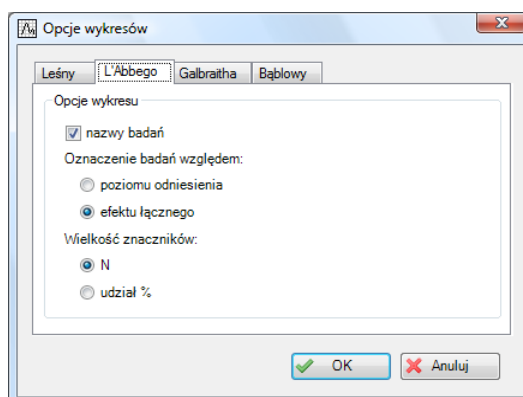 Opcje wykresów
Leśny L'Abbego Galbraitha Bąblowy
Opcje wykresu
nazwy badań
Oznaczenie badań względem:
poziomu odniesienia
efektu łącznego
Wielkość znaczników:
N
udział %
OK Anuluj